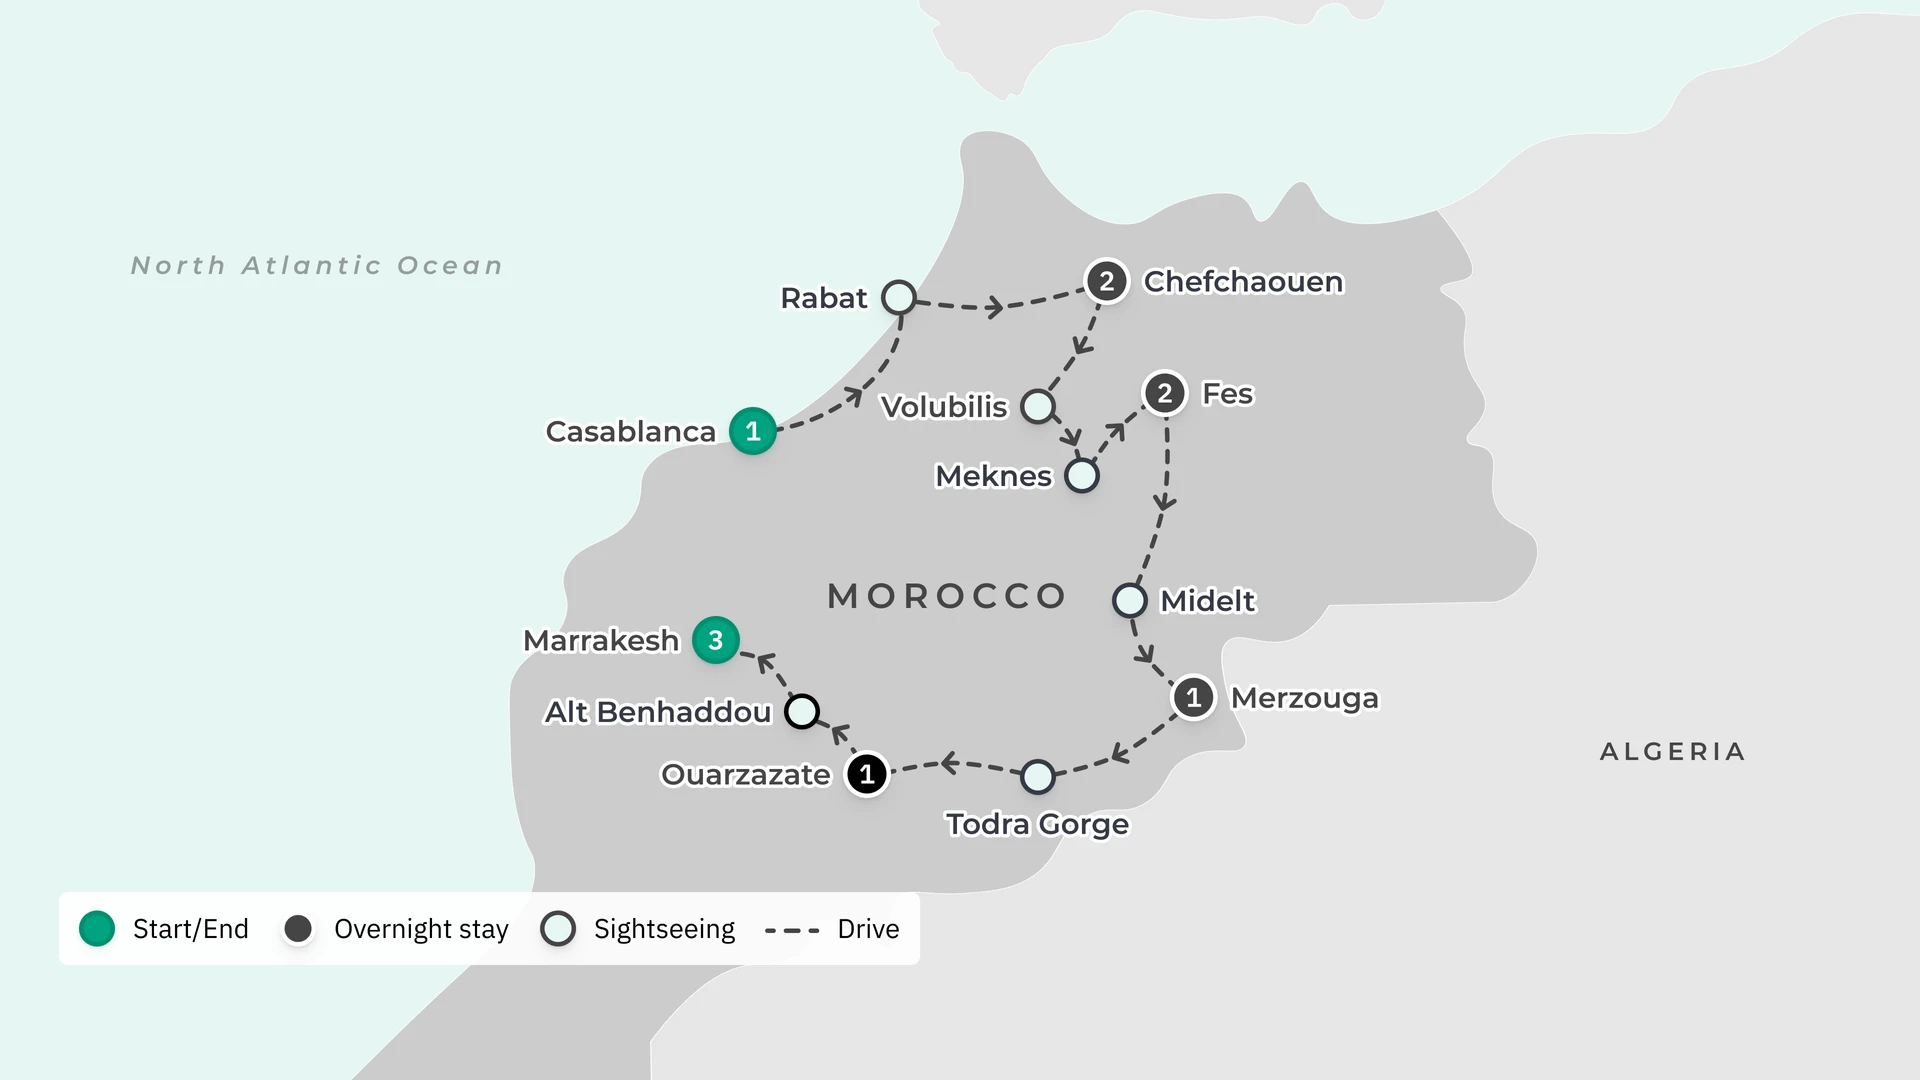 North Atlantic Ocean
Rabat
2 Chefchaouen
Volubilis
2 Fes
Casablanca 1
Meknes
MOROCCO
Midelt
Marrakesh 3
1 Merzouga
Alt Benhaddou
ALGERIA
Ouarzazate 1
Todra Gorge
Start/End Overnight stay Sightseeing Drive